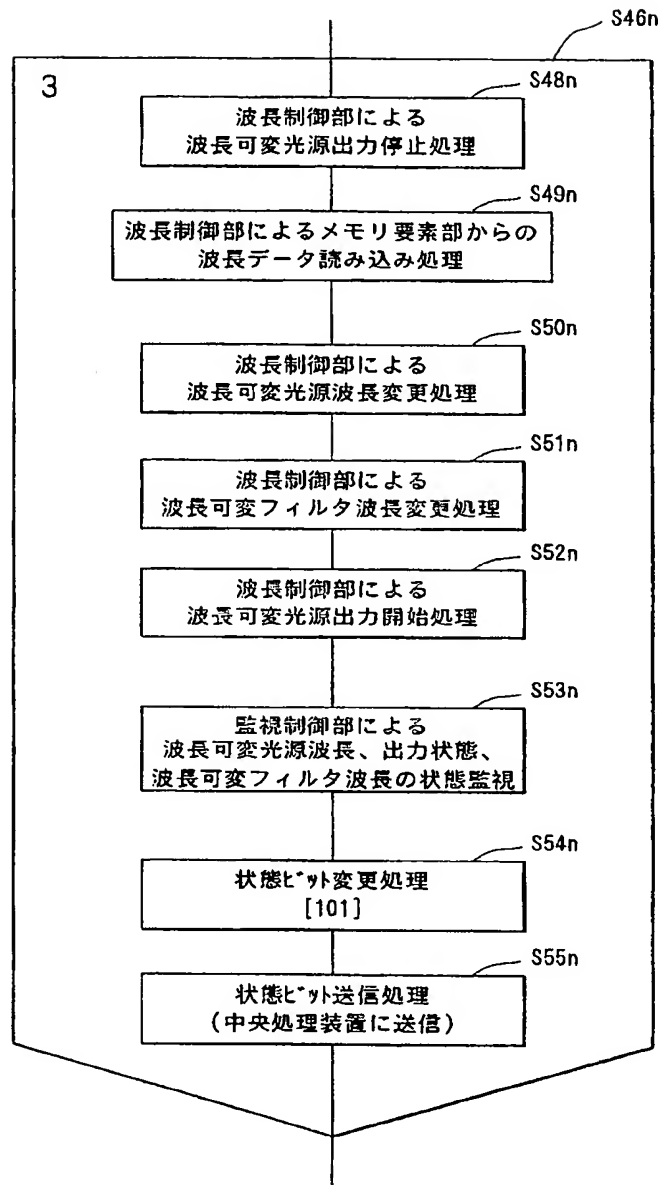 S46n
3
S48n
波長制御部による
波長可変光源出力停止処理
S49n
波長制御部によるメモリ要素部からの
波長データ読み込み処理
S50n
波長制御部による
波長可変光源波長変更処理
S51n
波長制御部による
波長可変フィルタ波長変更処理
S52n
波長制御部による
波長可変光源出力開始処理
S53n
監視制御部による
波長可変光源波長、出力状態、
波長可変フィルタ波長の状態監視
S54n
状態ビット変更処理
[101]
S55n
状態ビット送信処理
(中央処理装置に送信)